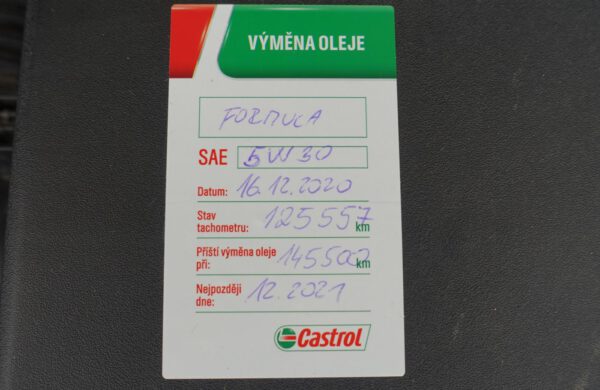 VÝMĚNA OLEJE
FORMULA
SAE 5W30
Datum: 16.12.2020
Stav
tachometru: 125557 km
Příští výměna oleje
při: 145500 km
Nejpozději
dne: 12.2021
Castrol